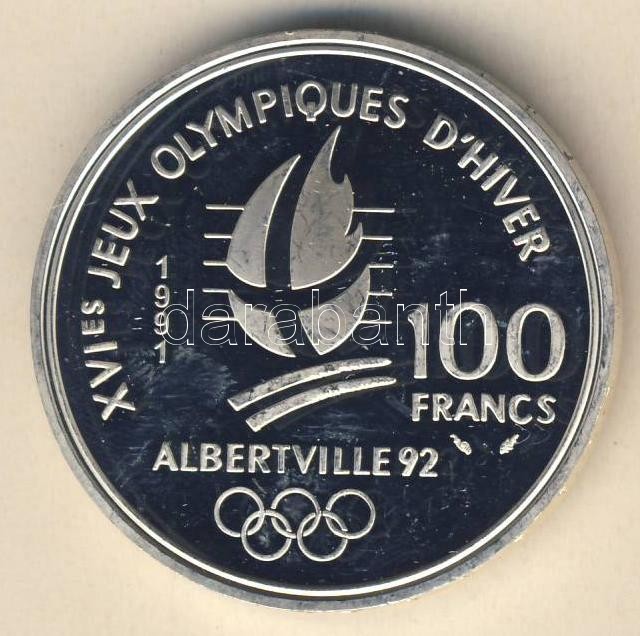 XVIES JEUX OLYMPIQUES D'HIVER
1991
darabanth
100
FRANCS
ALBERTVILLE 92